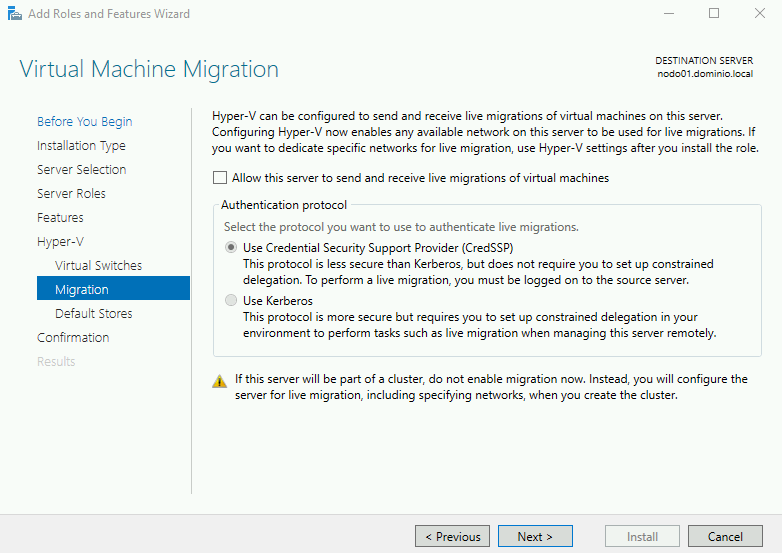 Add Roles and Features Wizard
Virtual Machine Migration
DESTINATION SERVER
nodo01.dominio.local
Before You Begin
Installation Type
Server Selection
Server Roles
Features
Hyper-V
Virtual Switches
Migration
Default Stores
Confirmation
Results
Hyper-V can be configured to send and receive live migrations of virtual machines on this server.
Configuring Hyper-V now enables any available network on this server to be used for live migrations. If
you want to dedicate specific networks for live migration, use Hyper-V settings after you install the role.
Allow this server to send and receive live migrations of virtual machines
Authentication protocol
Select the protocol you want to use to authenticate live migrations.
Use Credential Security Support Provider (CredSSP)
This protocol is less secure than Kerberos, but does not require you to set up constrained
delegation. To perform a live migration, you must be logged on to the source server.
Use Kerberos
This protocol is more secure but requires you to set up constrained delegation in your
environment to perform tasks such as live migration when managing this server remotely.
If this server will be part of a cluster, do not enable migration now. Instead, you will configure the
server for live migration, including specifying networks, when you create the cluster.
< Previous
Next >
Install
Cancel